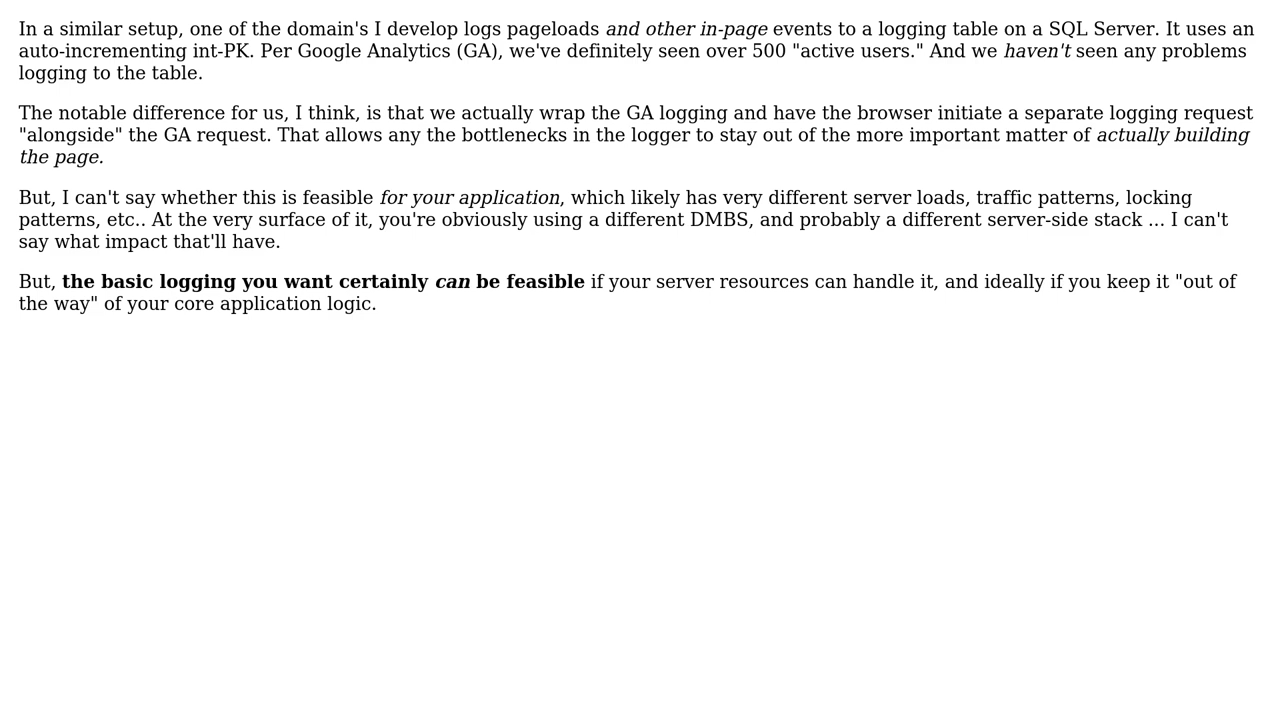 In a similar setup, one of the domain's I develop logs pageloads and other in-page events to a logging table on a SQL Server. It uses an
auto-incrementing int-PK. Per Google Analytics (GA), we've definitely seen over 500 "active users." And we haven't seen any problems
logging to the table.
The notable difference for us, I think, is that we actually wrap the GA logging and have the browser initiate a separate logging request
"alongside" the GA request. That allows any the bottlenecks in the logger to stay out of the more important matter of actually building
the page.
But, I can't say whether this is feasible for your application, which likely has very different server loads, traffic patterns, locking
patterns, etc.. At the very surface of it, you're obviously using a different DMBS, and probably a different server-side stack ... I can't
say what impact that'll have.
But, the basic logging you want certainly can be feasible if your server resources can handle it, and ideally if you keep it "out of
the way" of your core application logic.